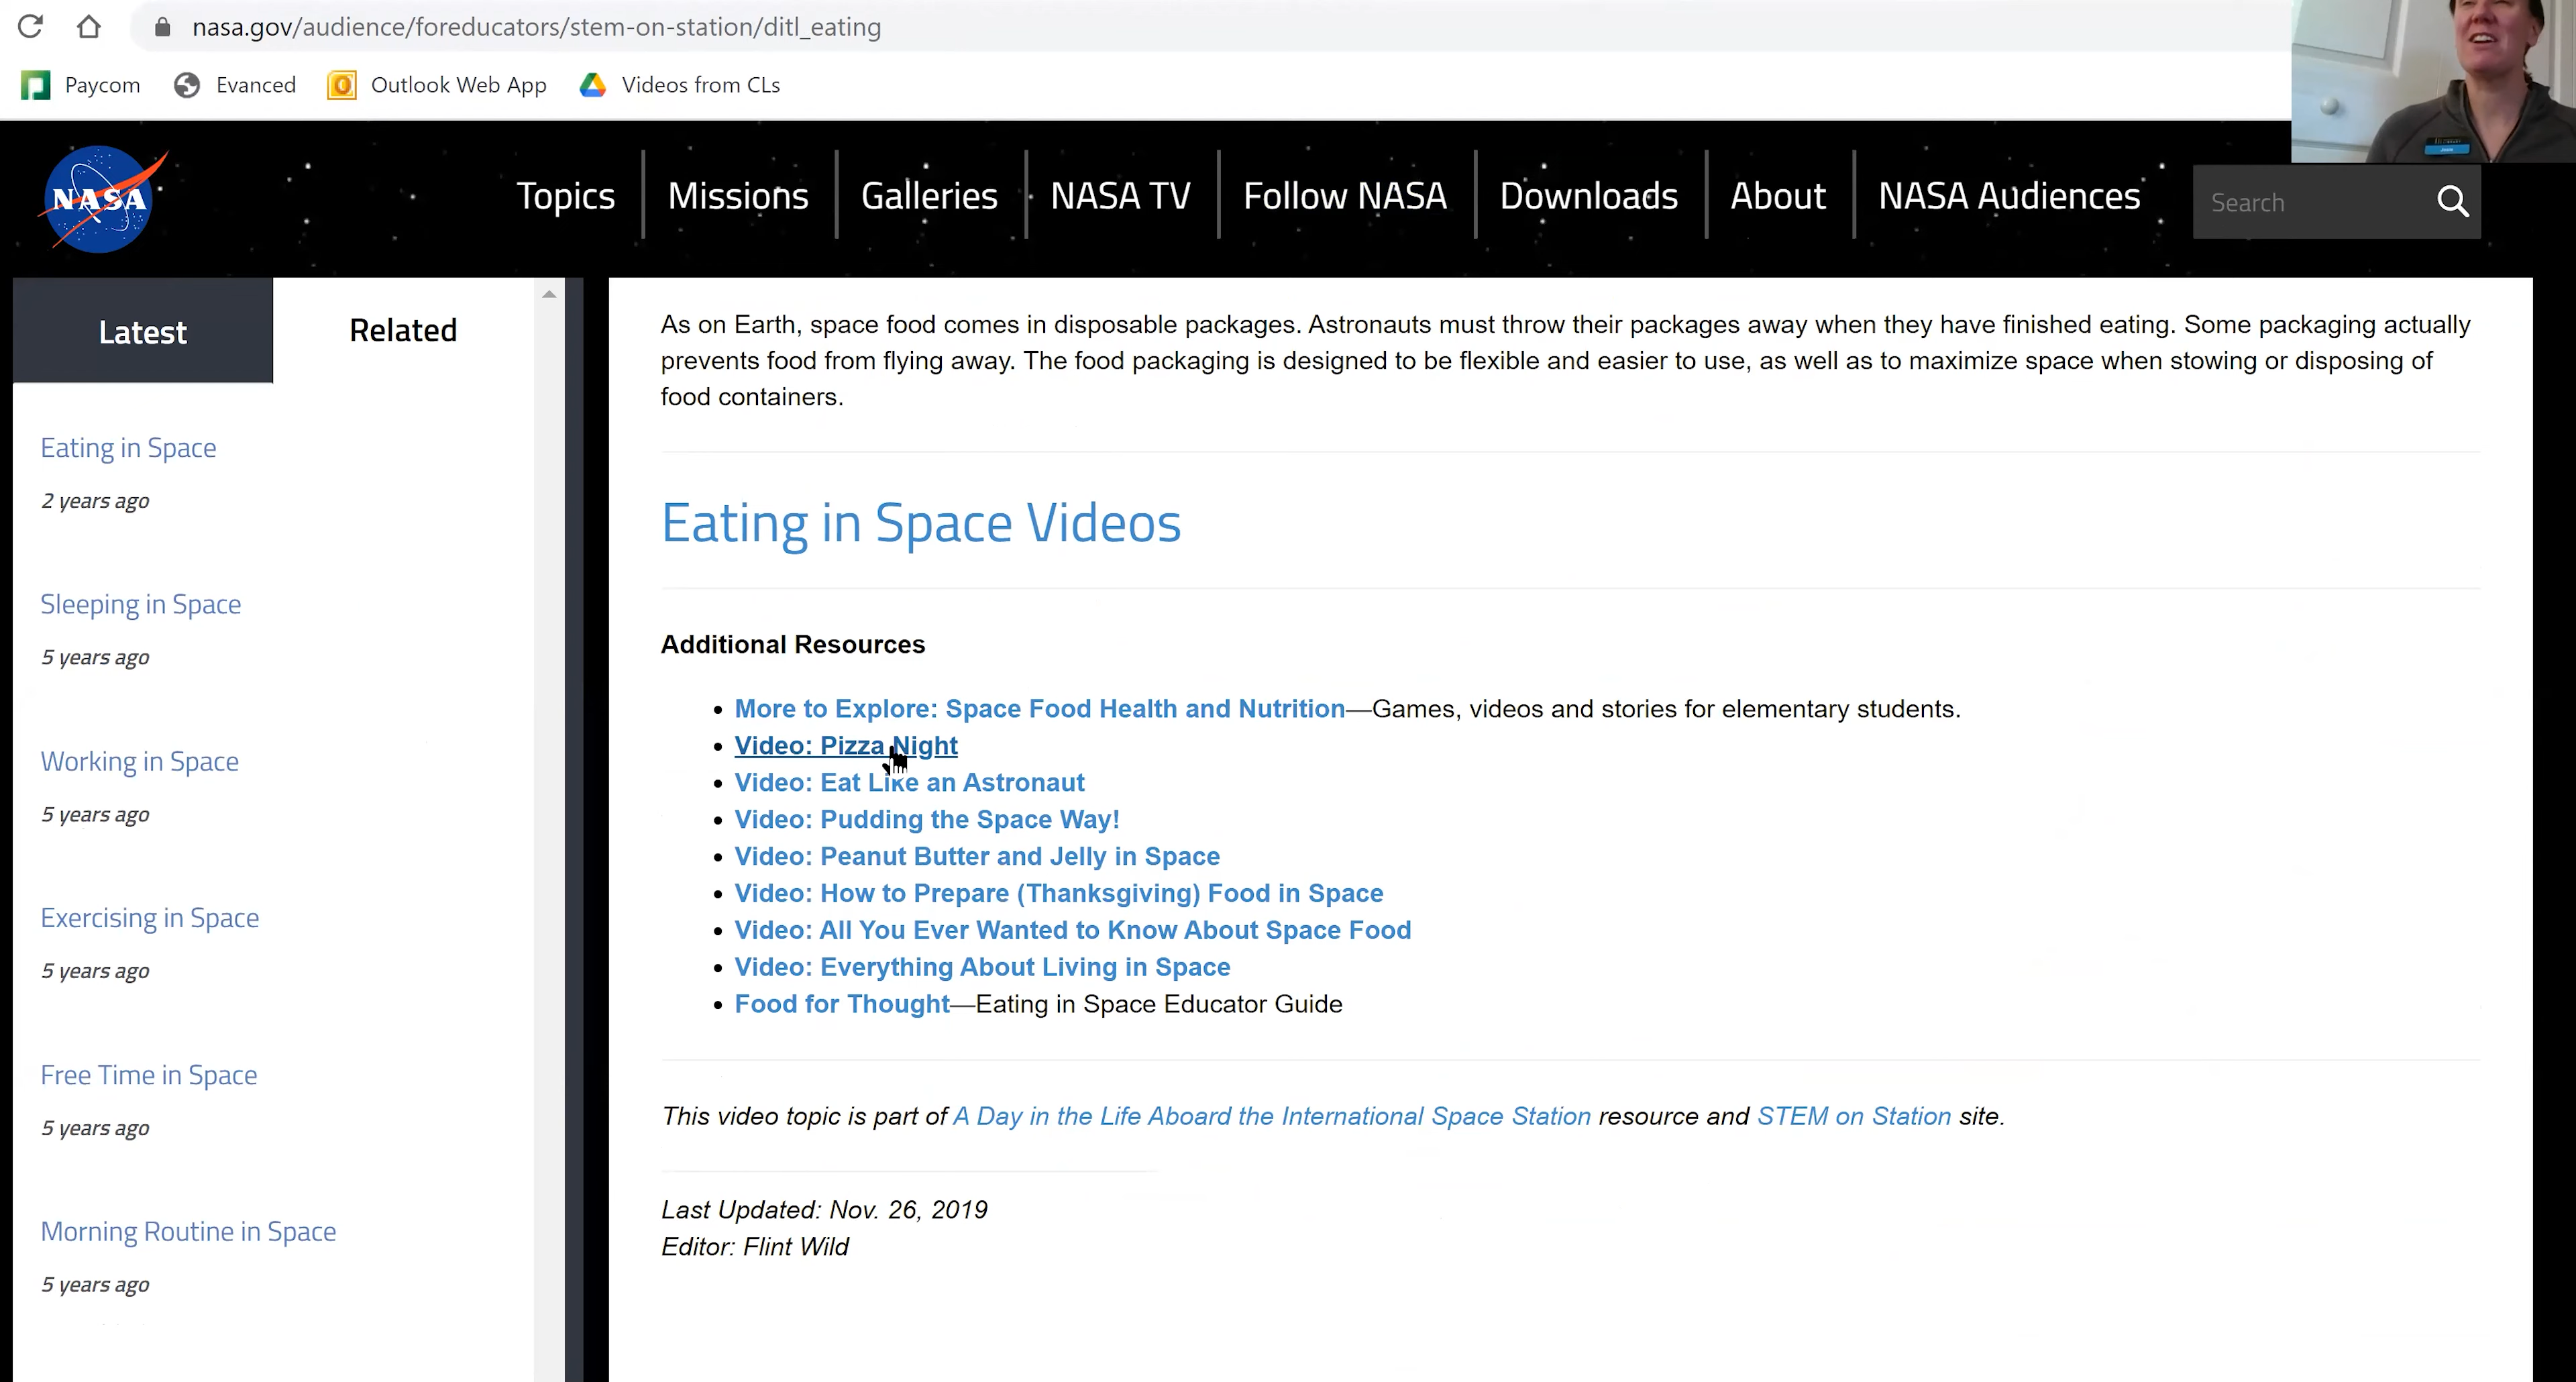 nasa.gov/audience/foreducators/stem-on-station/ditl_eating
Paycom Evanced Outlook Web App Videos from CLs
NASA Topics Missions Galleries NASA TV Follow NASA Downloads About NASA Audiences Search
Latest Related
Eating in Space
2 years ago
Sleeping in Space
5 years ago
Working in Space
5 years ago
Exercising in Space
5 years ago
Free Time in Space
5 years ago
Morning Routine in Space
5 years ago
As on Earth, space food comes in disposable packages. Astronauts must throw their packages away when they have finished eating. Some packaging actually
prevents food from flying away. The food packaging is designed to be flexible and easier to use, as well as to maximize space when stowing or disposing of
food containers.
Eating in Space Videos
Additional Resources
• More to Explore: Space Food Health and Nutrition—Games, videos and stories for elementary students.
• Video: Pizza Night
• Video: Eat Like an Astronaut
• Video: Pudding the Space Way!
• Video: Peanut Butter and Jelly in Space
• Video: How to Prepare (Thanksgiving) Food in Space
• Video: All You Ever Wanted to Know About Space Food
• Video: Everything About Living in Space
• Food for Thought—Eating in Space Educator Guide
This video topic is part of A Day in the Life Aboard the International Space Station resource and STEM on Station site.
Last Updated: Nov. 26, 2019
Editor: Flint Wild